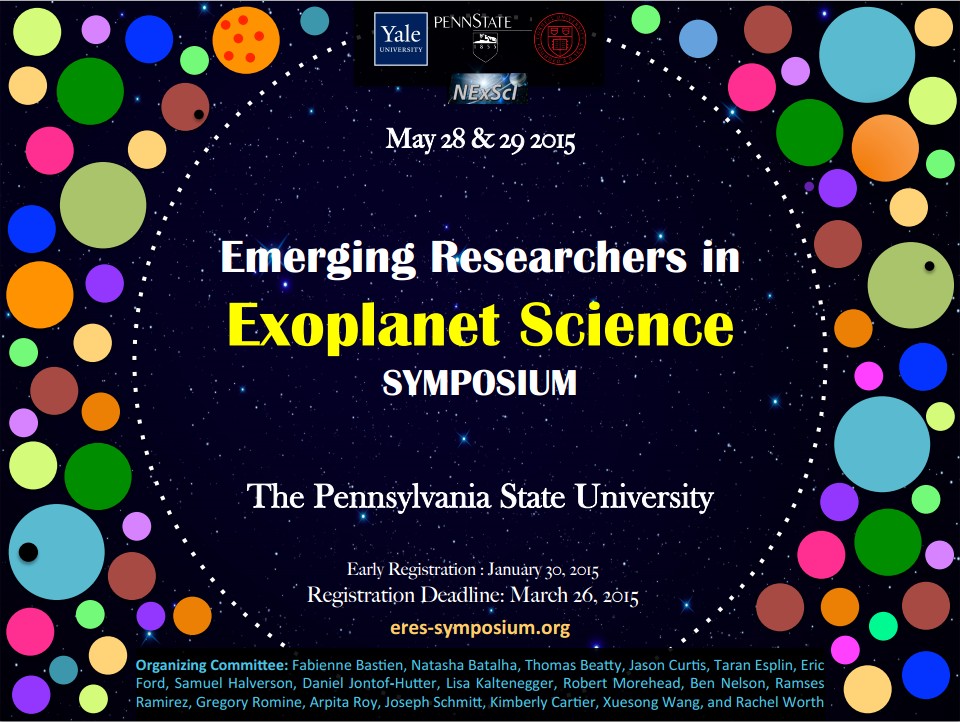 Yale
UNIVERSITY
PENNSTATE
1855
NExScI
May 28 & 29 2015
Emerging Researchers in
Exoplanet Science
SYMPOSIUM
The Pennsylvania State University
Early Registration : January 30, 2015
Registration Deadline: March 26, 2015
eres-symposium.org
Organizing Committee: Fabienne Bastien, Natasha Batalha, Thomas Beatty, Jason Curtis, Taran Esplin, Eric
Ford, Samuel Halverson, Daniel Jontof-Hutter, Lisa Kaltenegger, Robert Morehead, Ben Nelson, Ramses
Ramirez, Gregory Romine, Arpita Roy, Joseph Schmitt, Kimberly Cartier, Xuesong Wang, and Rachel Worth